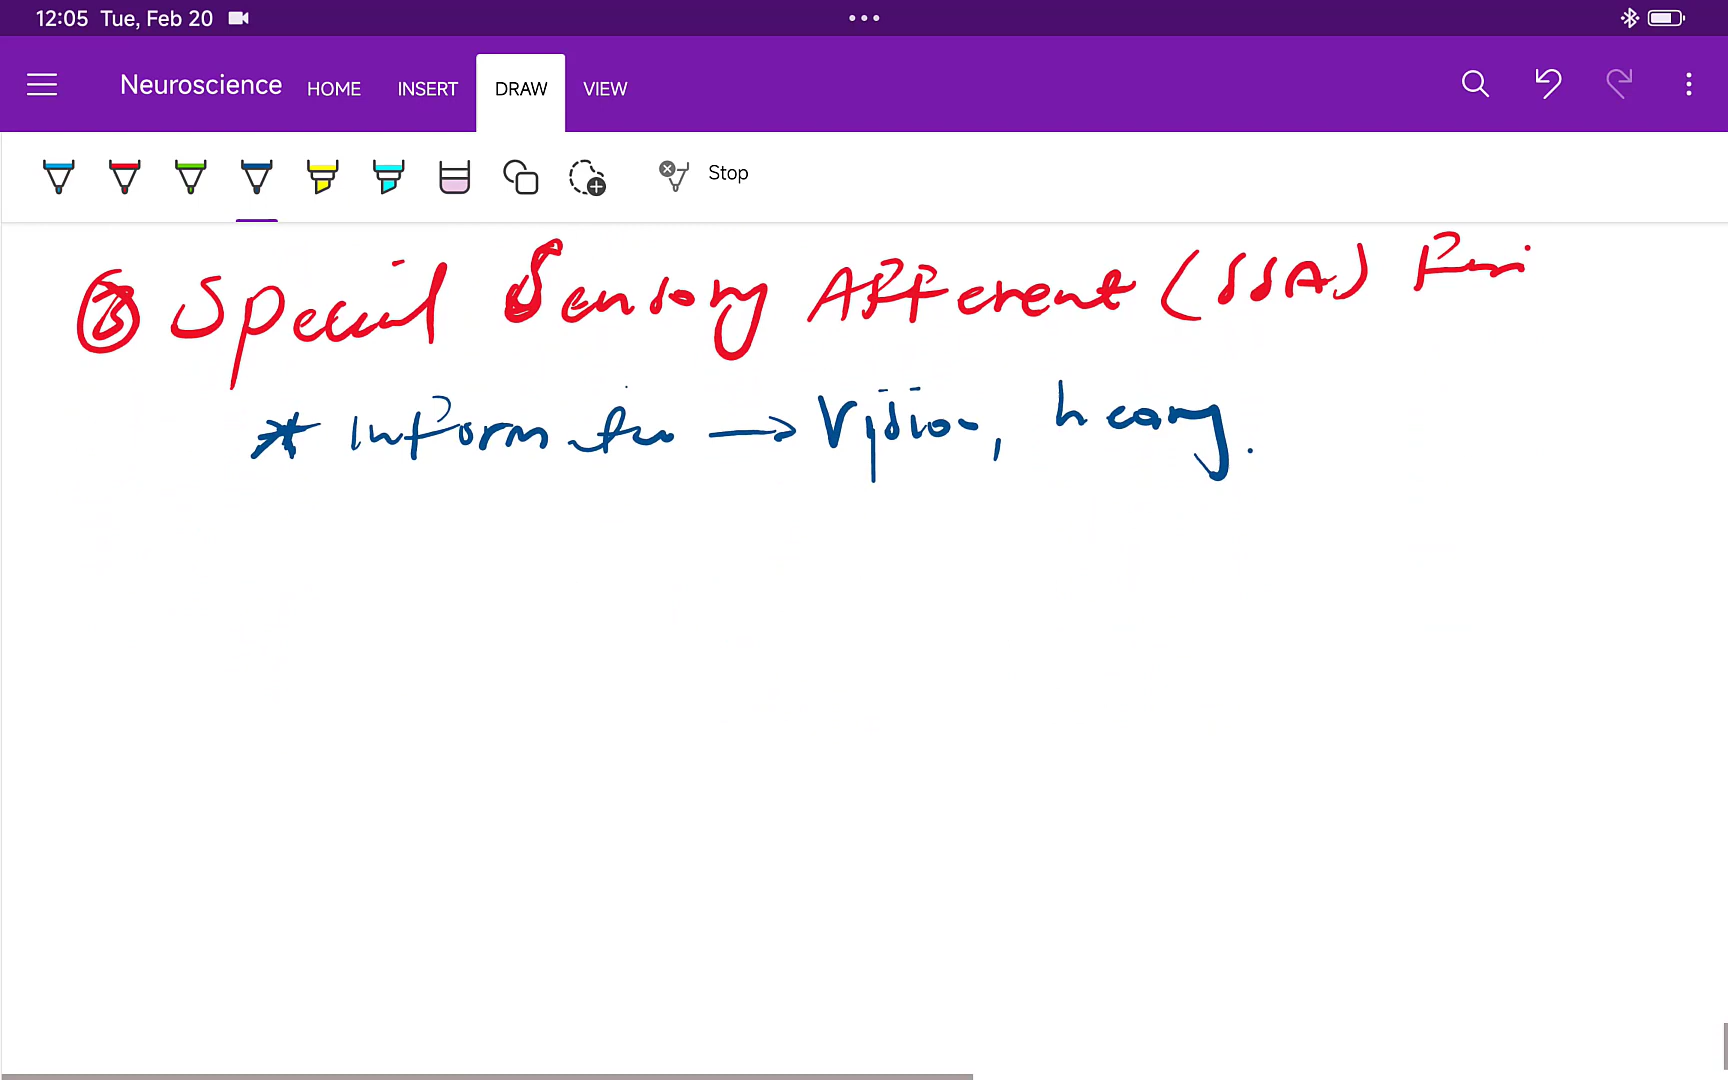 12:05 Tue, Feb 20
Neuroscience HOME INSERT DRAW VIEW
Stop
③ Special Sensory Afferent (SSA)
* Information → Vision, hearing.